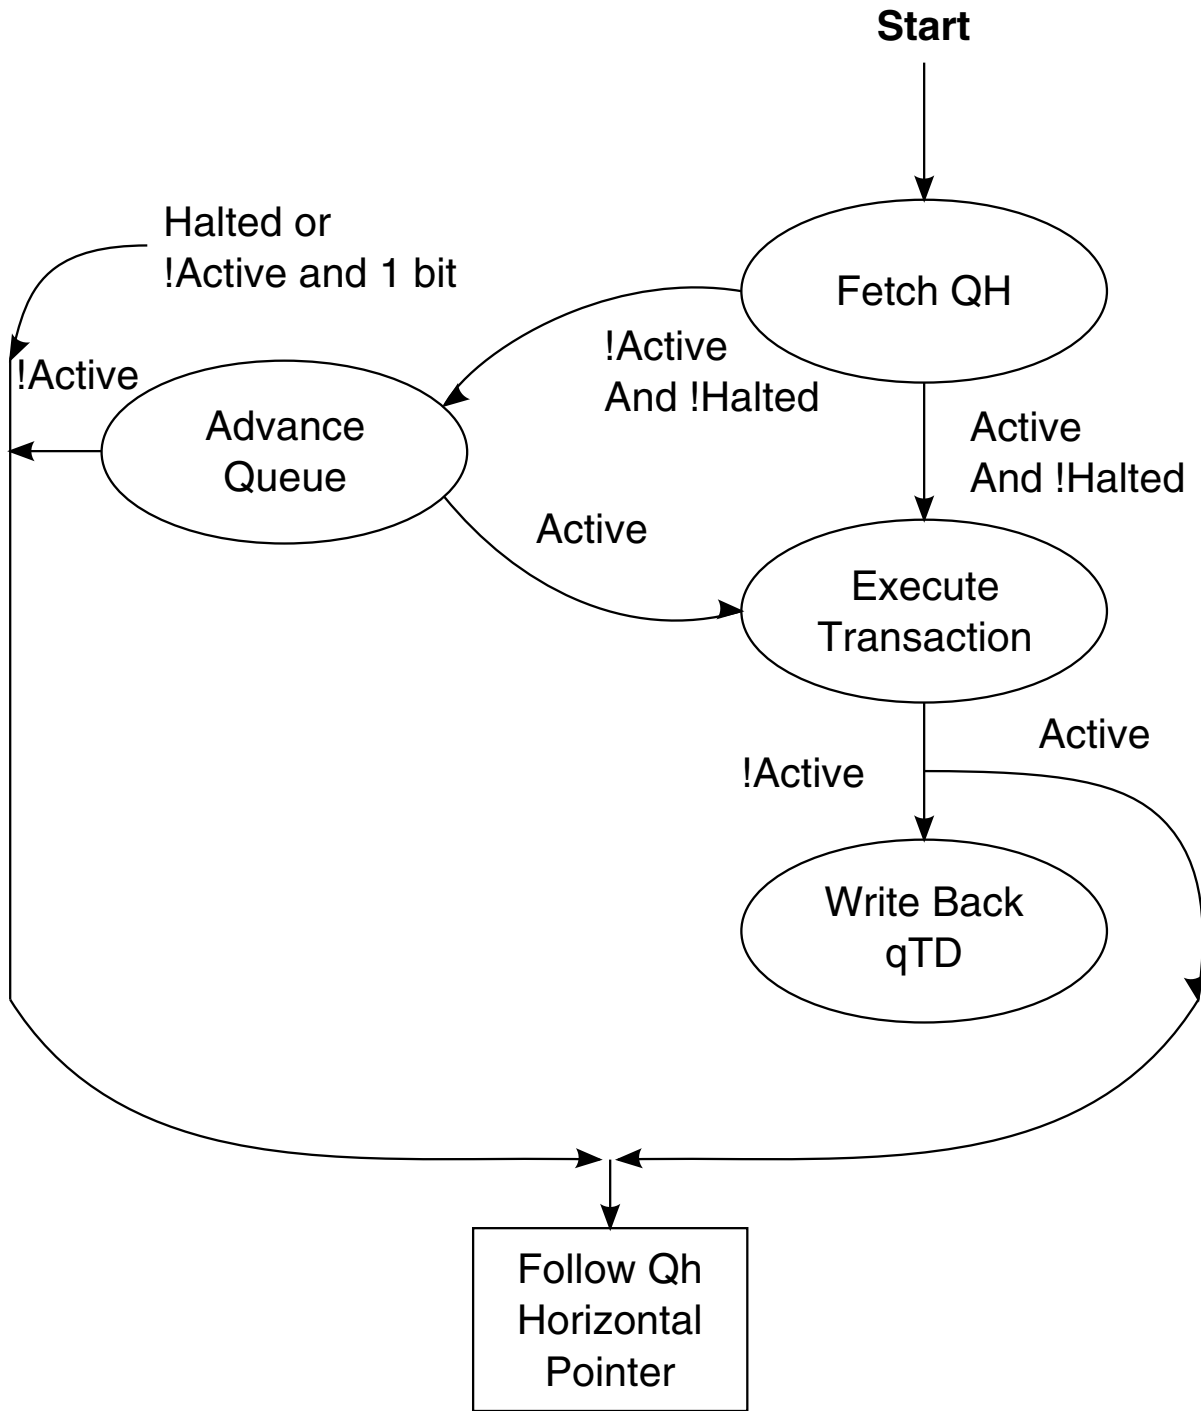 Start
Halted or
!Active and 1 bit
Fetch QH
!Active
And !Halted
!Active
Advance
Queue
Active
And !Halted
Active
Execute
Transaction
Active
!Active
Write Back
qTD
Follow Qh
Horizontal
Pointer